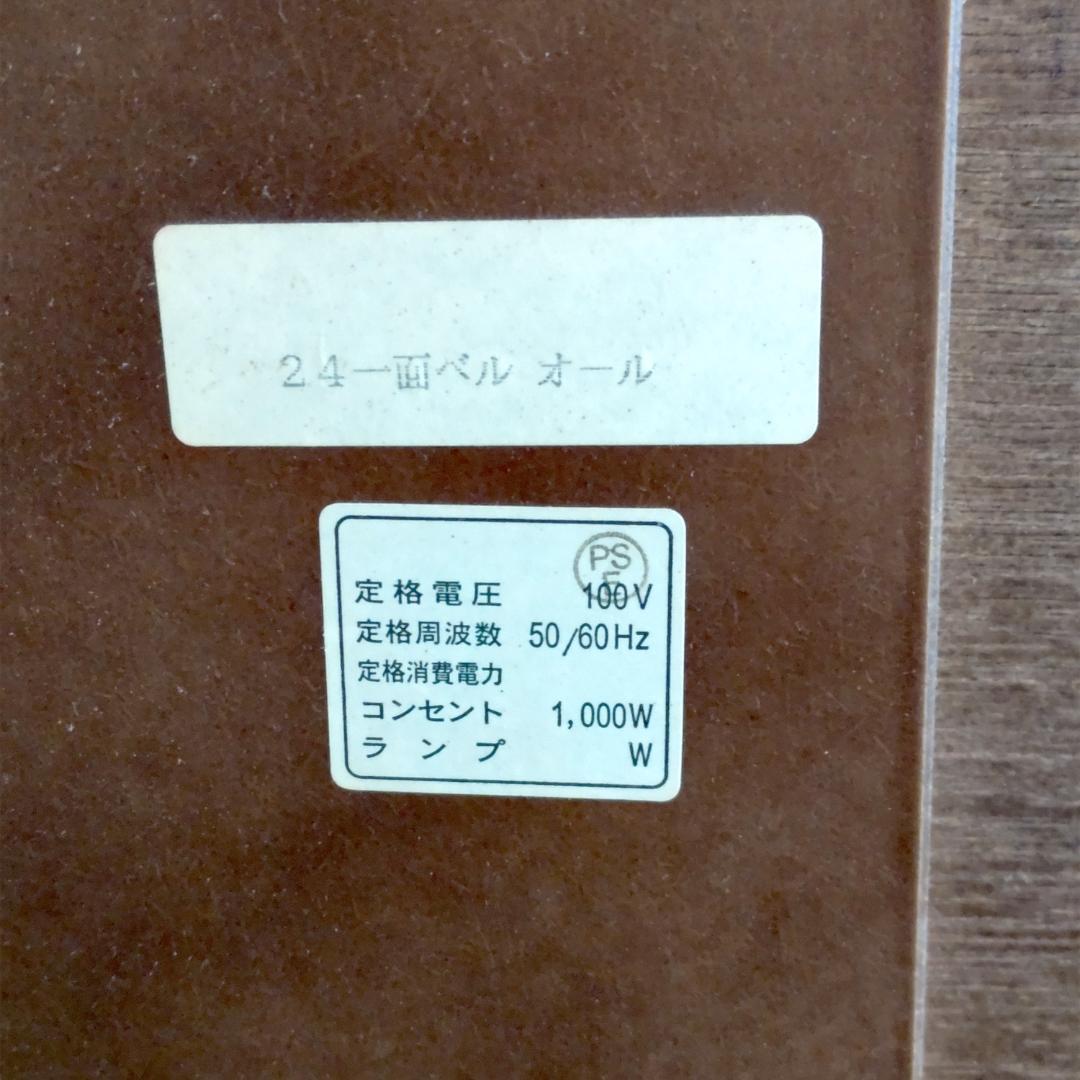 24一面ベル オール
PS
E
定格電圧 100V
定格周波数 50/60Hz
定格消費電力
コンセント 1,000W
ランプ W